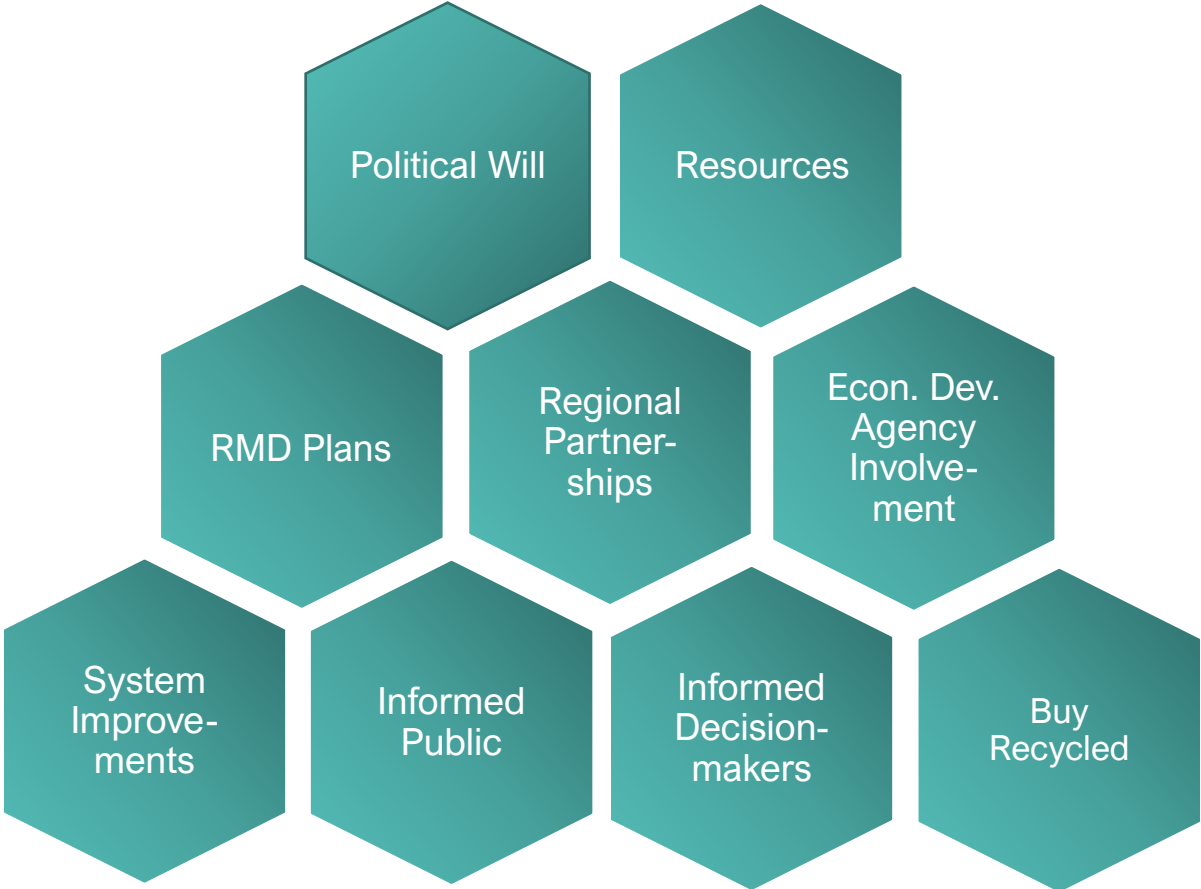 Political Will
Resources
RMD Plans
Regional
Partner-
ships
Econ. Dev.
Agency
Involve-
ment
System
Improve-
ments
Informed
Public
Informed
Decision-
makers
Buy
Recycled